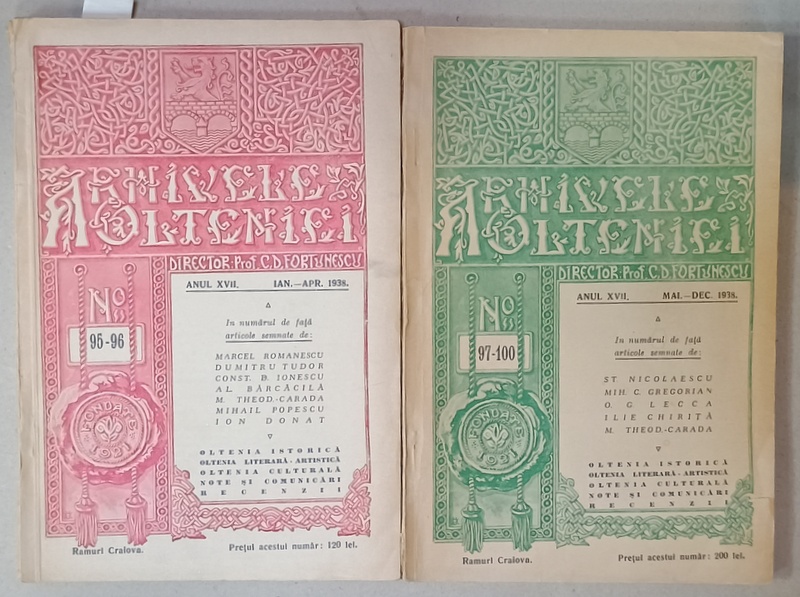 ARHIVELE
OLTENIEI
DIRECTOR: Prof. C. D. FORTUNESCU
ANUL XVII. IAN.—APR. 1938.
No
95-96
In numărul de față
articole semnate de:
MARCEL ROMANESCU
DUMITRU TUDOR
CONST. D. IONESCU
AL. BĂRCĂCILĂ
M. THEOD.-CARADA
MIHAIL POPESCU
ION DONAT
FONDATE
1921
OLTENIA ISTORICĂ
OLTENIA LITERARĂ - ARTISTICĂ
OLTENIA CULTURALĂ
NOTE ȘI COMUNICĂRI
RECENZII
Ramuri Craiova. Prețul acestui număr: 120 lei.
ARHIVELE
OLTENIEI
DIRECTOR: Prof. C. D. FORTUNESCU
ANUL XVII. MAI.—DEC. 1938.
No
97-100
In numărul de față
articole semnate de:
ST NICOLAESCU
MIH. C. GREGORIAN
O. G. LECCA
ILIE CHIRIȚĂ
M. THEOD.-CARADA
FONDATE
1921
OLTENIA ISTORICĂ
OLTENIA LITERARĂ - ARTISTICĂ
OLTENIA CULTURALĂ
NOTE ȘI COMUNICĂRI
RECENZII
Ramuri Craiova. Prețul acestui număr: 200 lei.